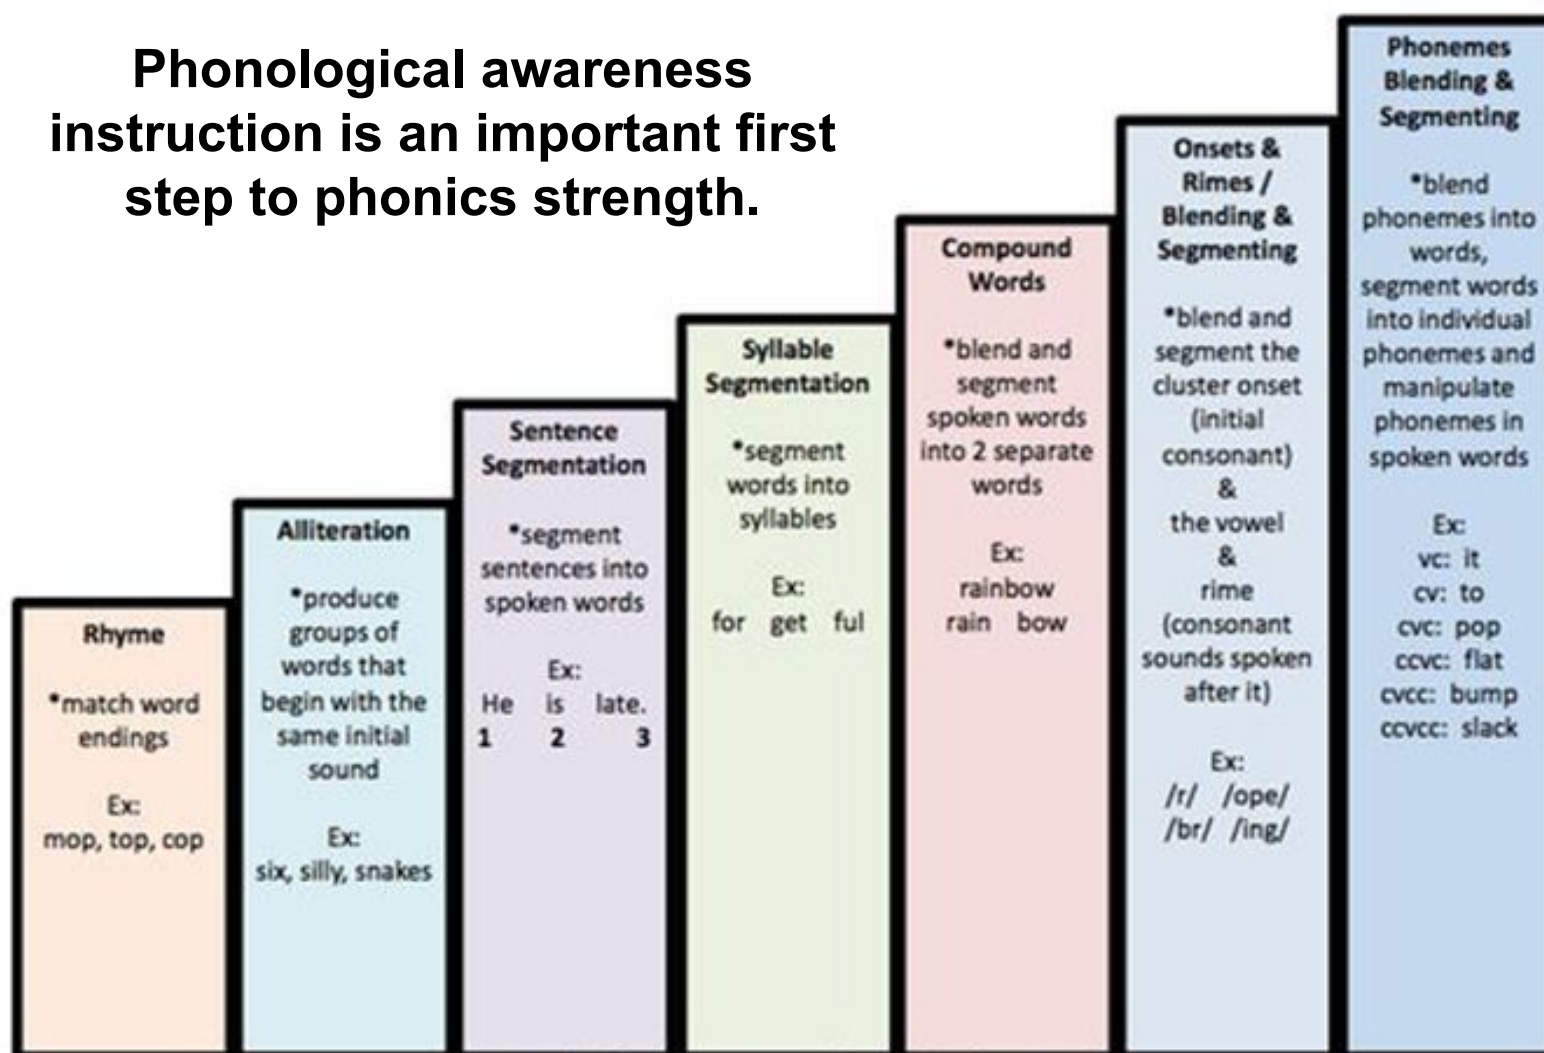 Phonological awareness
instruction is an important first
step to phonics strength.
Rhyme
*match word
endings
Ex:
mop, top, cop
Alliteration
*produce
groups of
words that
begin with the
same initial
sound
Ex:
six, silly, snakes
Sentence
Segmentation
*segment
sentences into
spoken words
Ex:
He is late.
1 2 3
Syllable
Segmentation
*segment
words into
syllables
Ex:
for get ful
Compound
Words
*blend and
segment
spoken words
into 2 separate
words
Ex:
rainbow
rain bow
Onsets &
Rimes /
Blending &
Segmenting
*blend and
segment the
cluster onset
(initial
consonant)
&
the vowel
&
rime
(consonant
sounds spoken
after it)
Ex:
/r/ /ope/
/br/ /ing/
Phonemes
Blending &
Segmenting
*blend
phonemes into
words,
segment words
into individual
phonemes and
manipulate
phonemes in
spoken words
Ex:
vc: it
cv: to
cvc: pop
ccvc: flat
cvcc: bump
ccvcc: slack